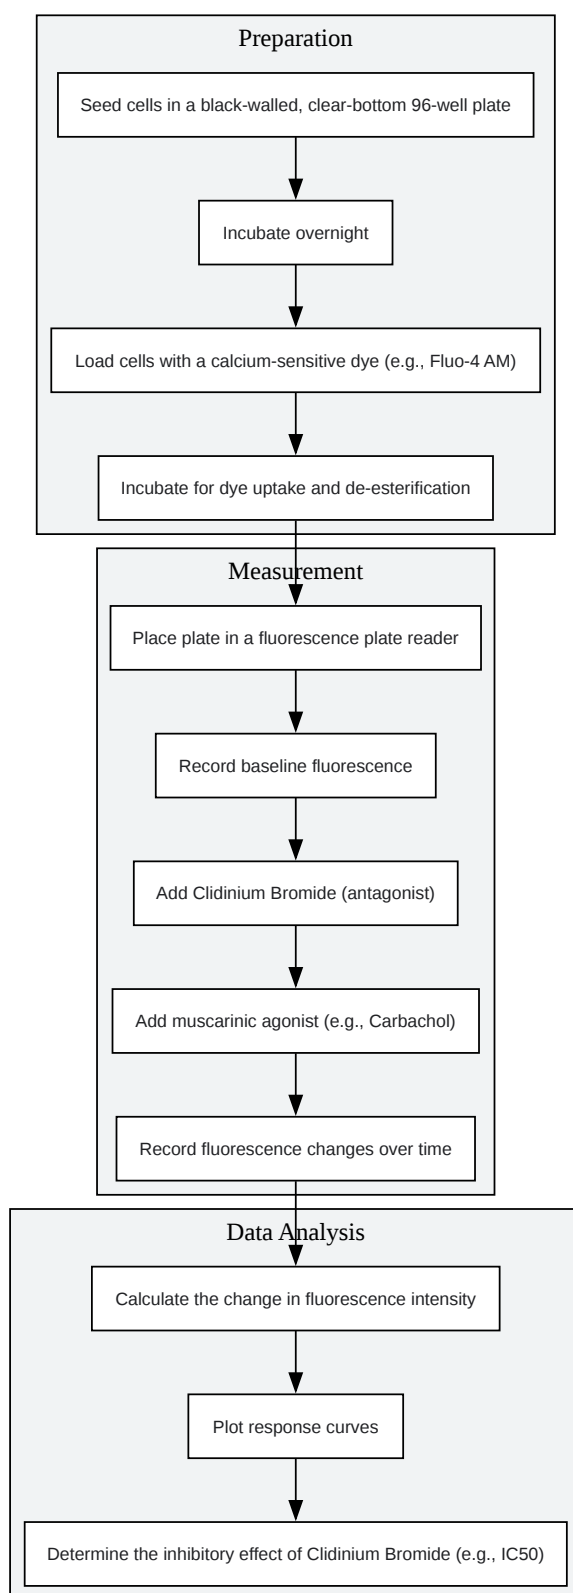 Preparation
Seed cells in a black-walled, clear-bottom 96-well plate
Incubate overnight
Load cells with a calcium-sensitive dye (e.g., Fluo-4 AM)
Incubate for dye uptake and de-esterification
Measurement
Place plate in a fluorescence plate reader
Record baseline fluorescence
Add Clidinium Bromide (antagonist)
Add muscarinic agonist (e.g., Carbachol)
Record fluorescence changes over time
Data Analysis
Calculate the change in fluorescence intensity
Plot response curves
Determine the inhibitory effect of Clidinium Bromide (e.g., IC50)